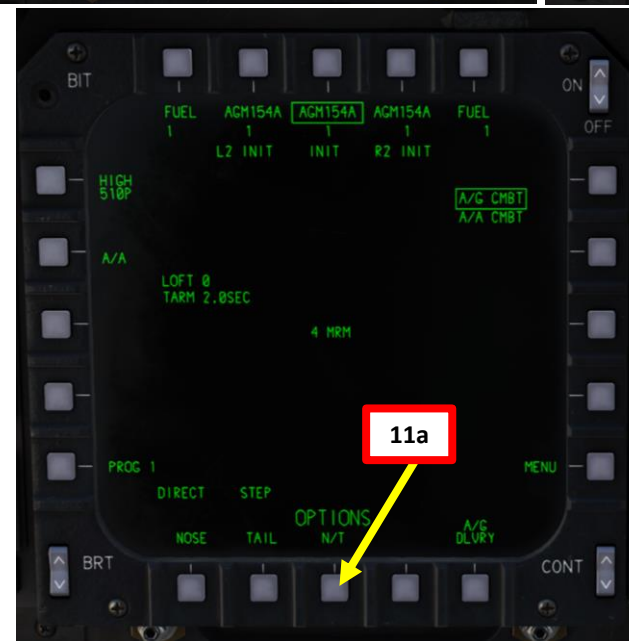 BIT
ON
OFF
FUEL AGM154A AGM154A AGM154A FUEL
1 1 1 1 1
L2 INIT INIT R2 INIT
HIGH
510P
A/G CMBT
A/A CMBT
A/A
LOFT 0
TARM 2.0SEC
4 MRM
11a
PROG 1
MENU
DIRECT STEP
OPTIONS
NOSE TAIL N/T
A/G
DLVRY
BRT
CONT